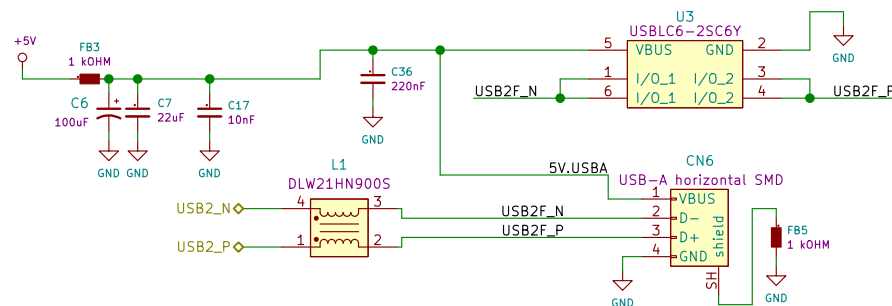 +5V
FB3
1 kOHM
C6
100uF
+
C7
22uF
C17
10nF
C36
220nF
GND
GND
GND
GND
U3
USBLC6-2SC6Y
5 VBUS GND 2
GND
1 I/O_1 I/O_2 3
6 I/O_1 I/O_2 4
USB2F_N
USB2F_P
L1
DLW21HN900S
USB2_N 4 3
USB2_P 1 2
5V.USBA
USB2F_N
USB2F_P
CN6
USB-A horizontal SMD
1 VBUS
2 D-
3 D+
4 GND
shield
SH
GND
FB5
1 kOHM
GND